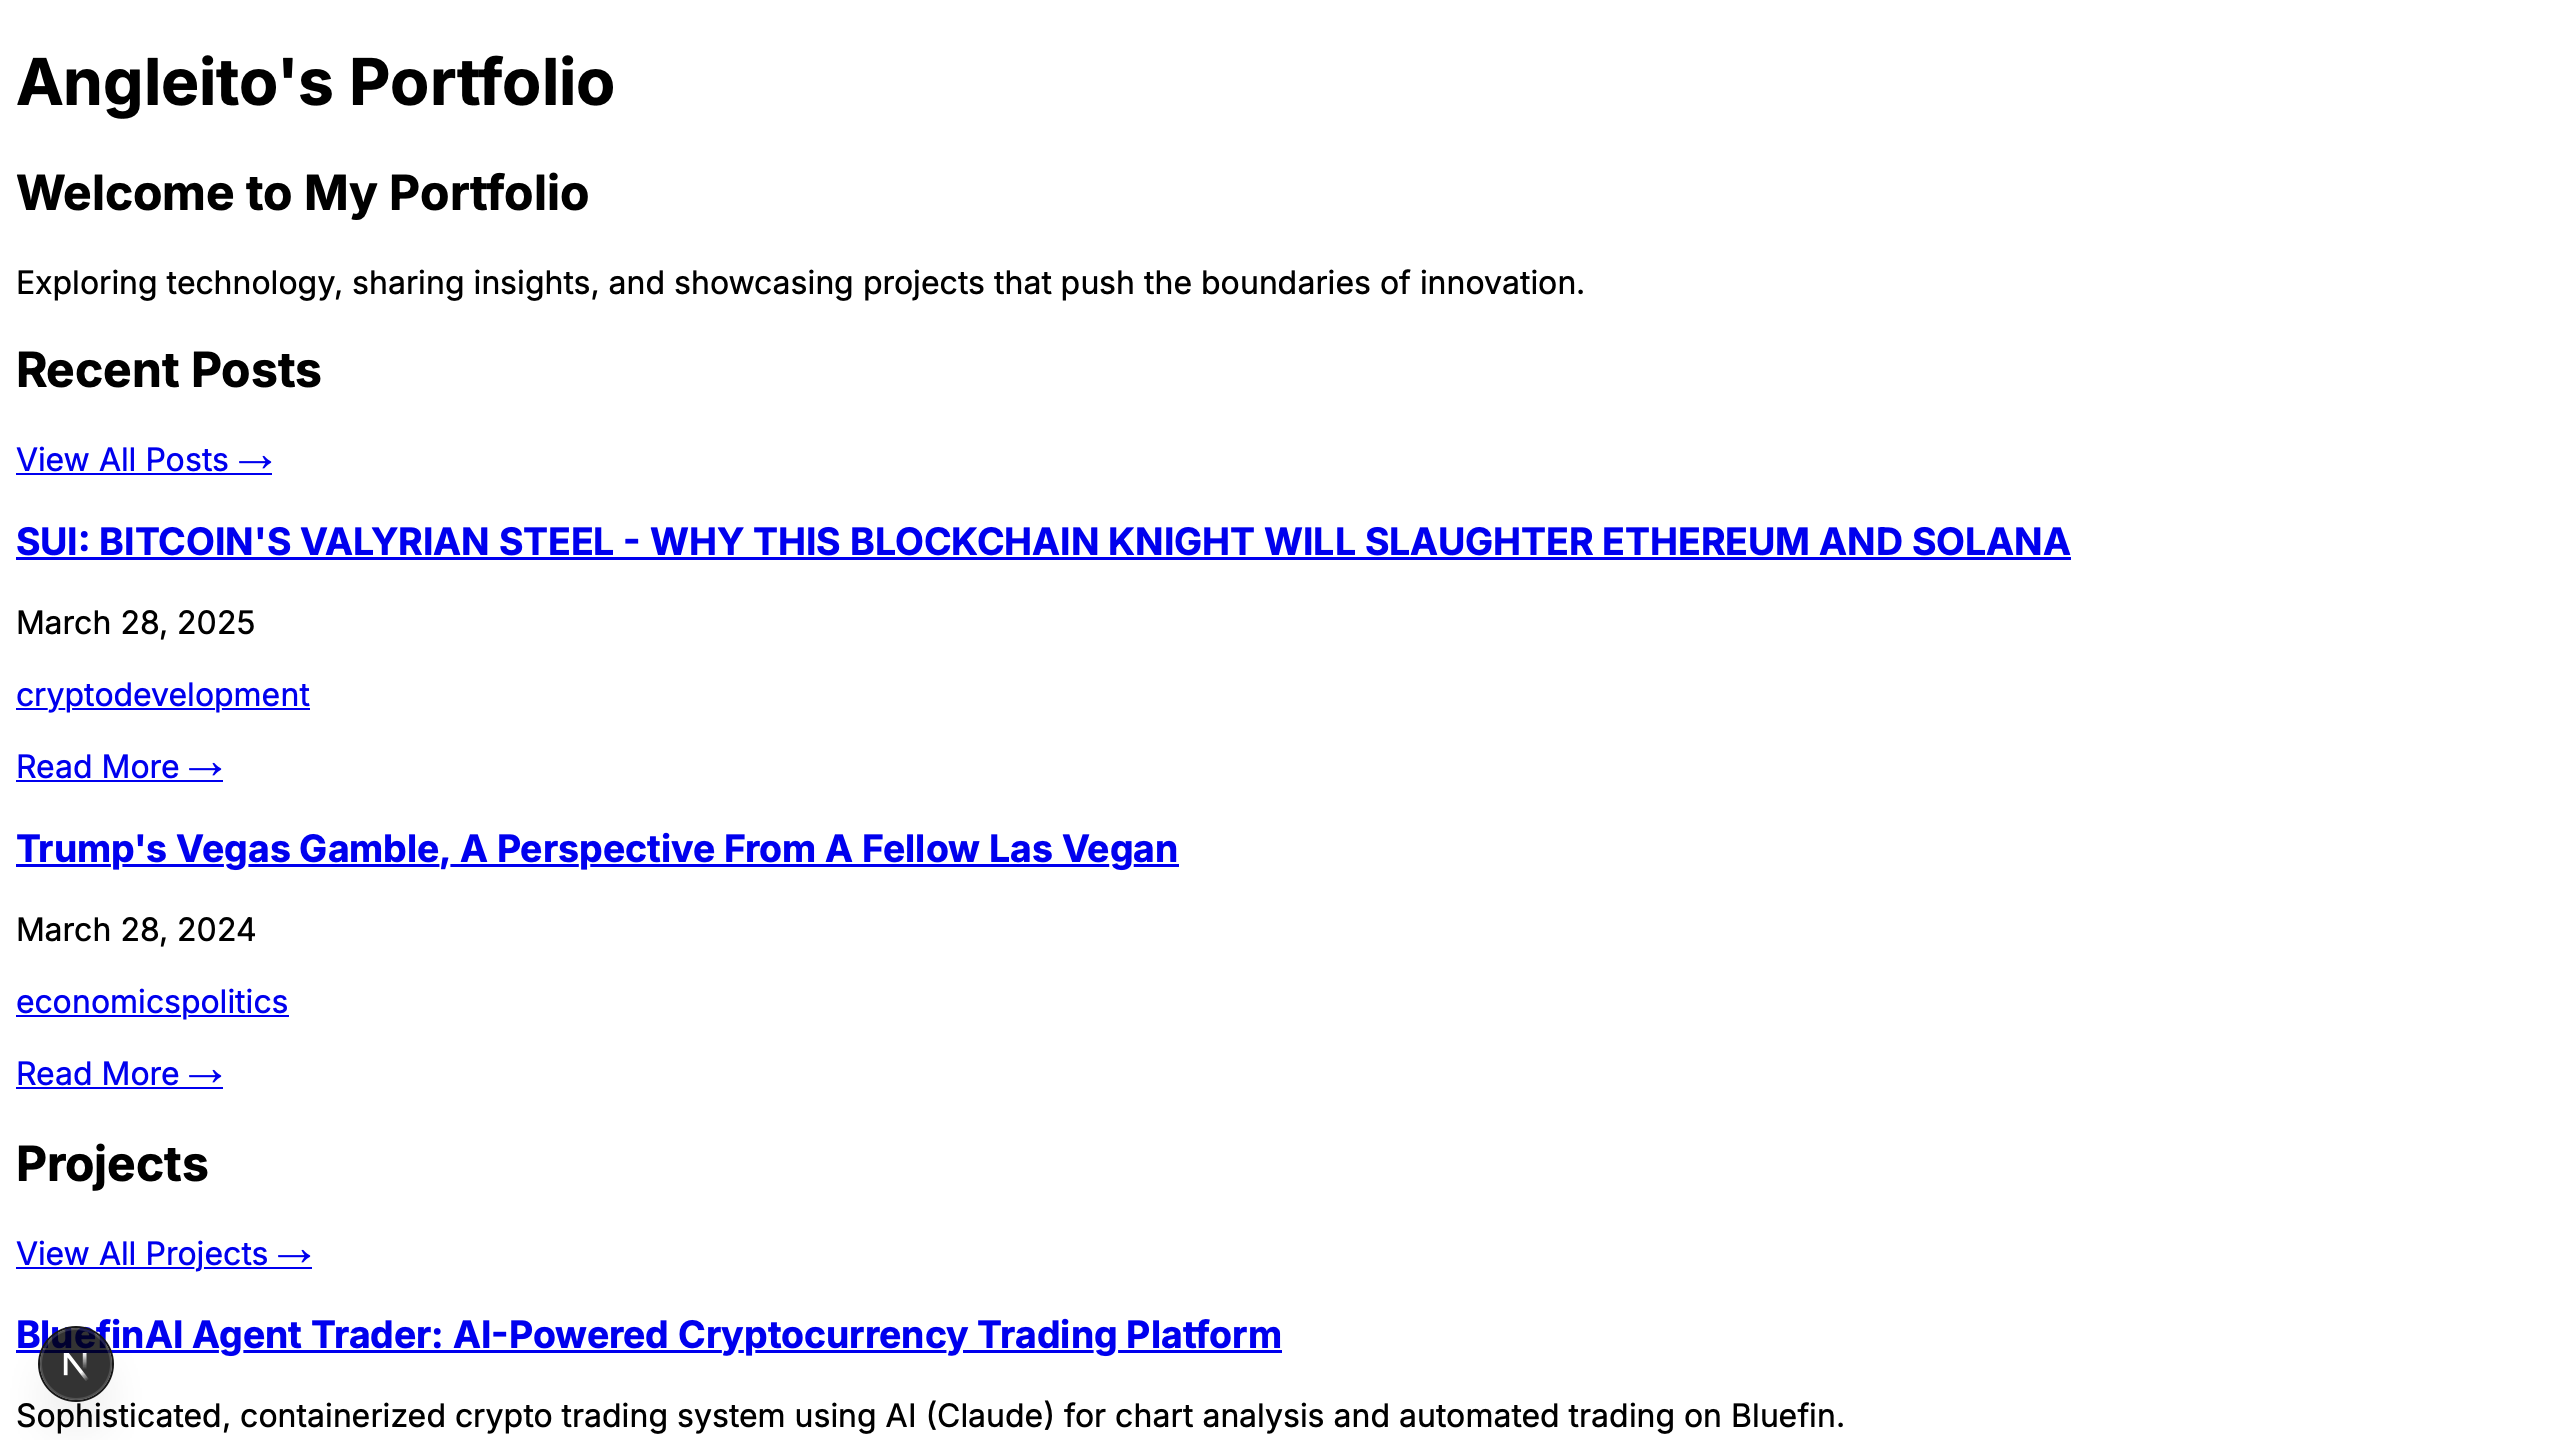 Angleito's Portfolio
Welcome to My Portfolio
Exploring technology, sharing insights, and showcasing projects that push the boundaries of innovation.
Recent Posts
View All Posts →
SUI: BITCOIN'S VALYRIAN STEEL - WHY THIS BLOCKCHAIN KNIGHT WILL SLAUGHTER ETHEREUM AND SOLANA
March 28, 2025
cryptodevelopment
Read More →
Trump's Vegas Gamble, A Perspective From A Fellow Las Vegan
March 28, 2024
economicspolitics
Read More →
Projects
View All Projects →
BluefinAI Agent Trader: AI-Powered Cryptocurrency Trading Platform
N
Sophisticated, containerized crypto trading system using AI (Claude) for chart analysis and automated trading on Bluefin.